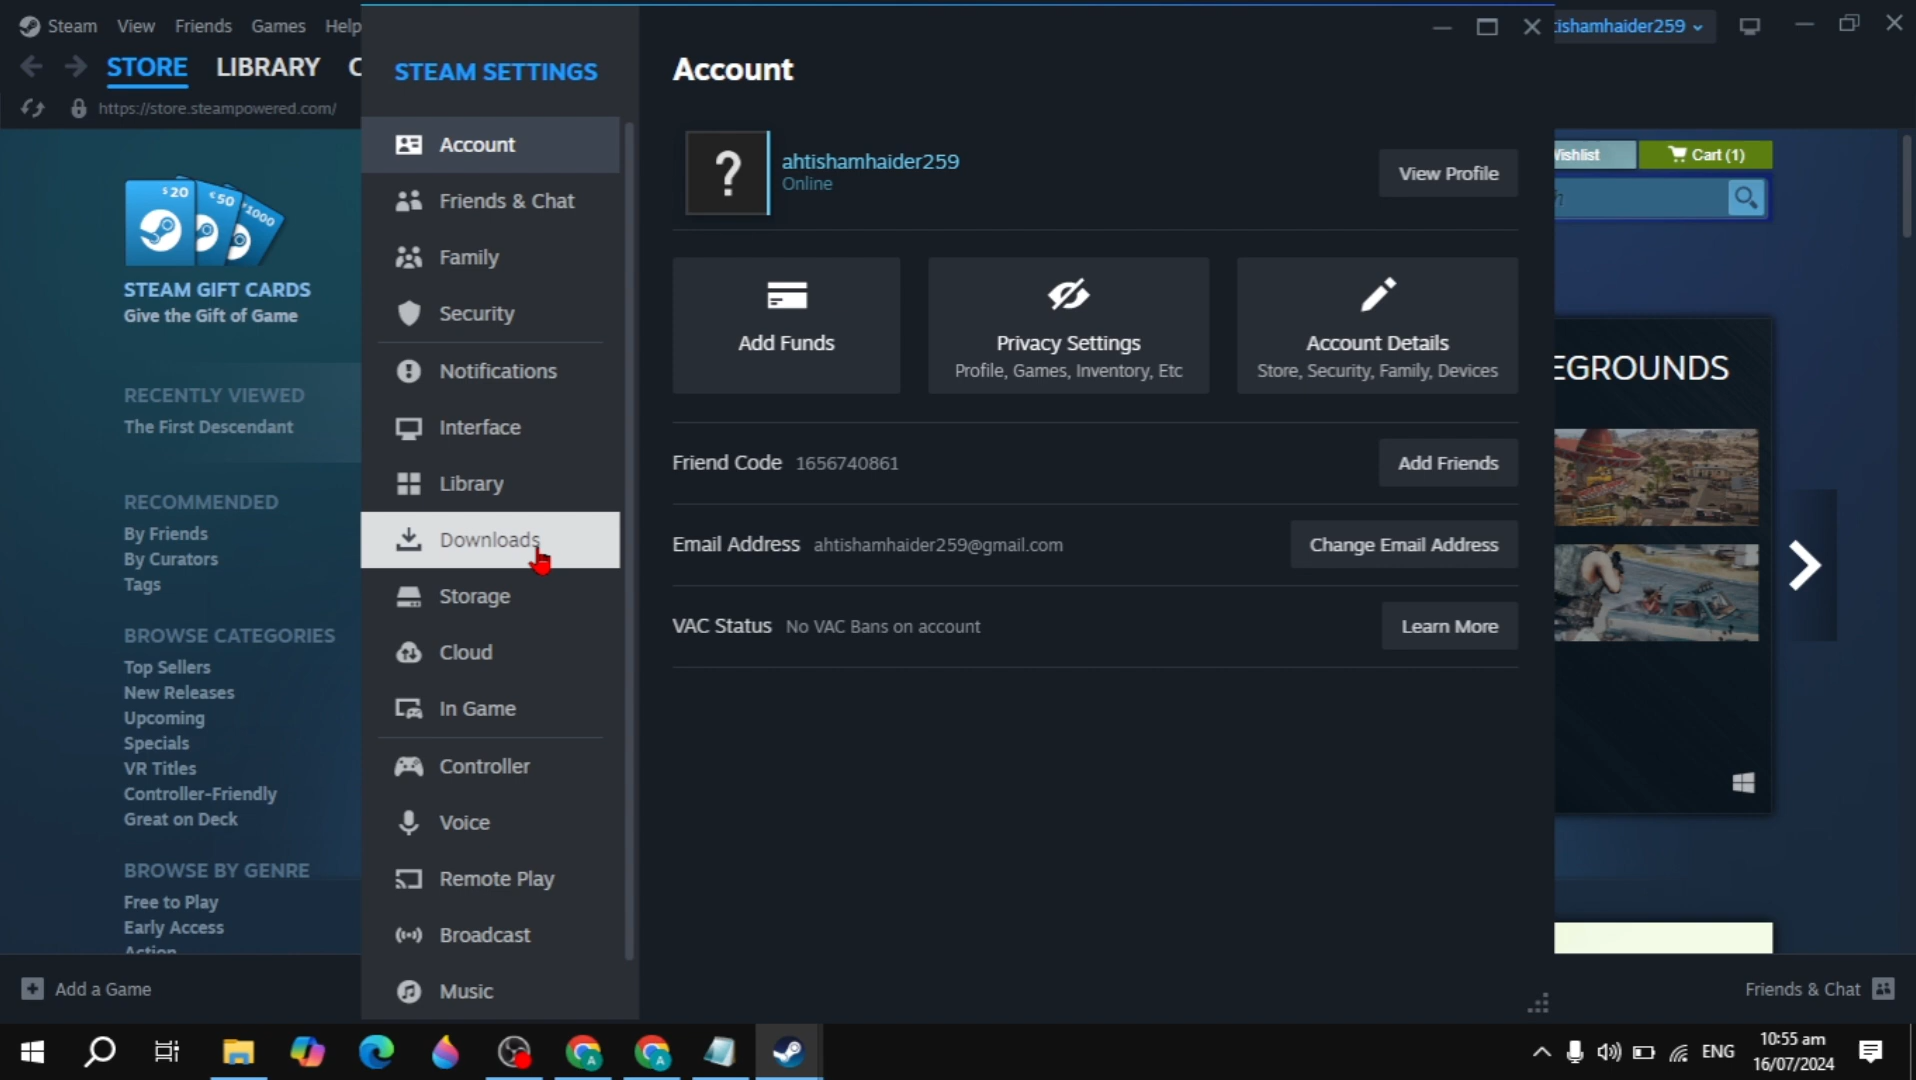 Steam View Friends Games Help
ishamhaider259
STORE LIBRARY C
https://store.steampowered.com/
STEAM SETTINGS
Account
Friends & Chat
Family
Security
Notifications
Interface
Library
Downloads
Storage
Cloud
In Game
Controller
Voice
Remote Play
Broadcast
Music
Account
?
ahtishamhaider259
Online
View Profile
Add Funds
Privacy Settings
Profile, Games, Inventory, Etc
Account Details
Store, Security, Family, Devices
Friend Code 1656740861
Add Friends
Email Address ahtishamhaider259@gmail.com
Change Email Address
VAC Status No VAC Bans on account
Learn More
$20 €50 ¥1000
STEAM GIFT CARDS
Give the Gift of Game
RECENTLY VIEWED
The First Descendant
RECOMMENDED
By Friends
By Curators
Tags
BROWSE CATEGORIES
Top Sellers
New Releases
Upcoming
Specials
VR Titles
Controller-Friendly
Great on Deck
BROWSE BY GENRE
Free to Play
Early Access
Action
Wishlist
Cart (1)
EGROUNDS
Add a Game
Friends & Chat
ENG
10:55 am
16/07/2024